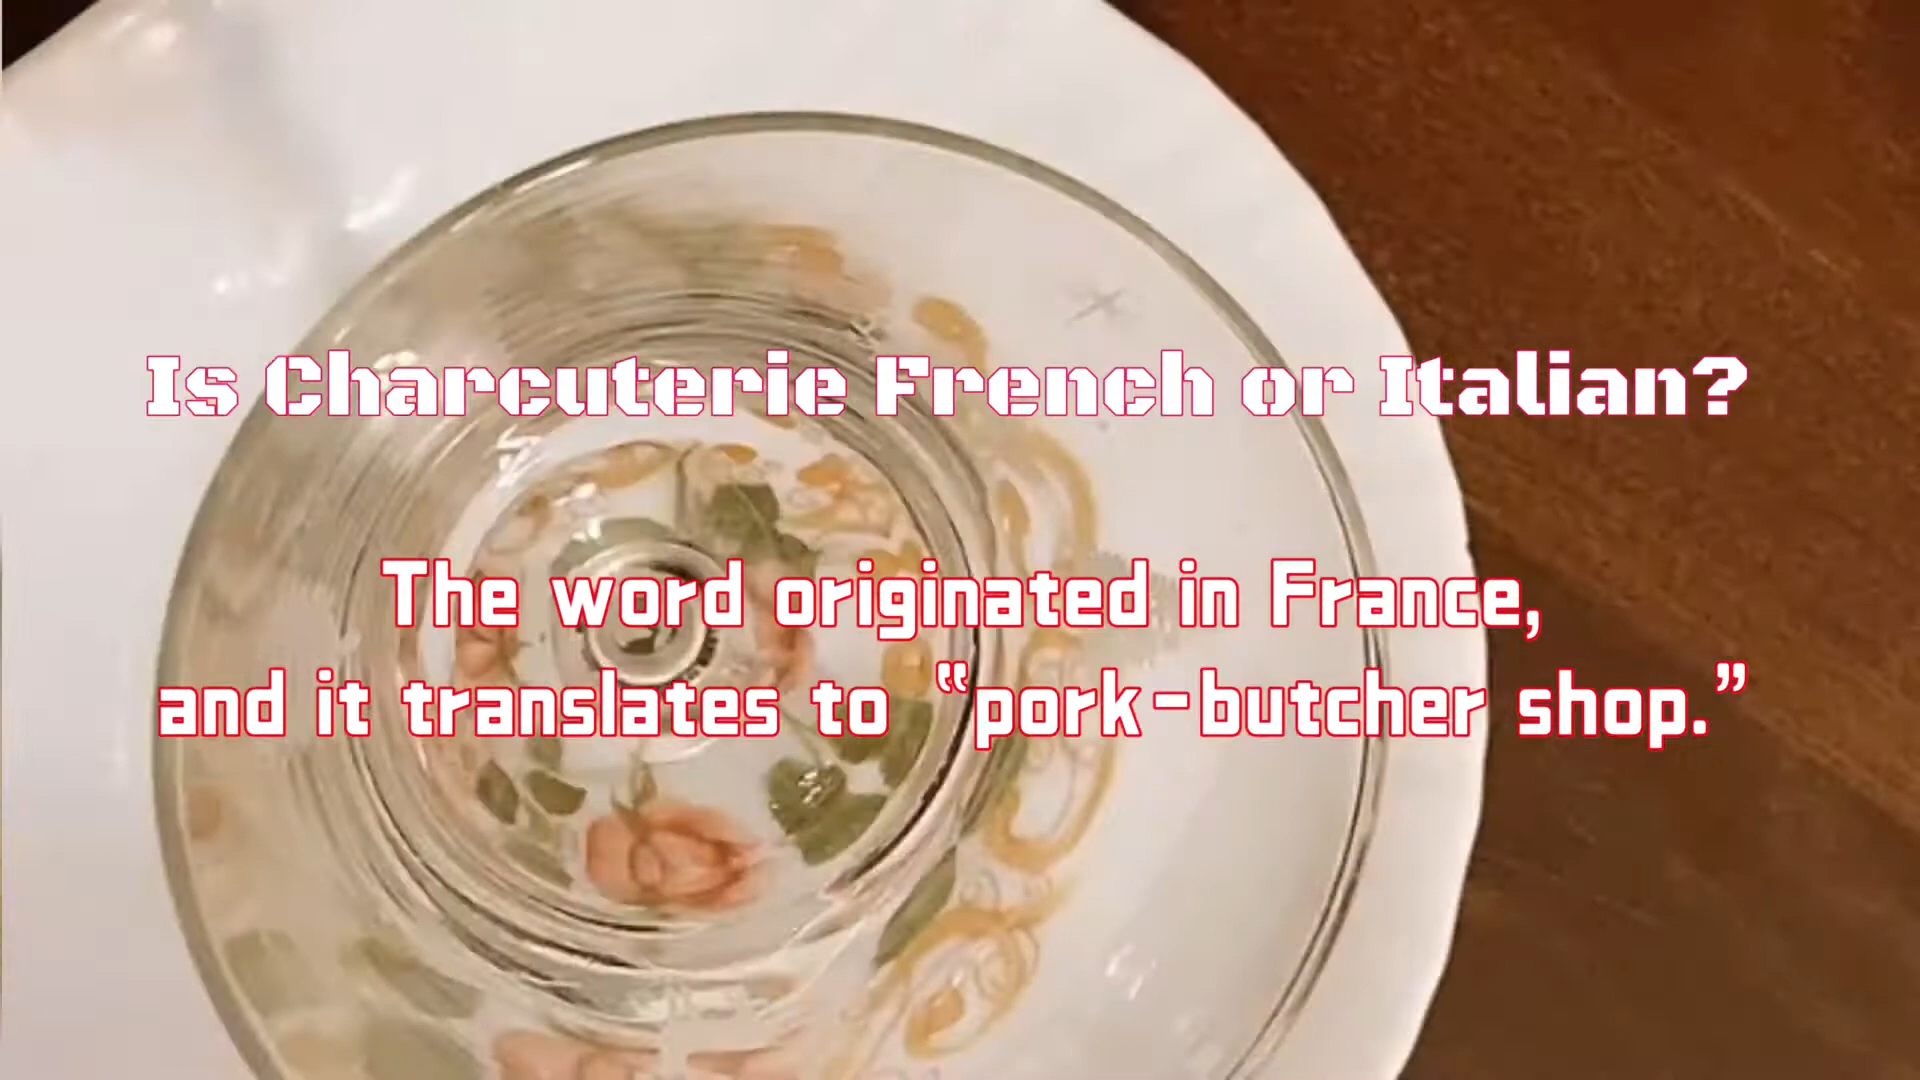 Is Charcuterie French or Italian?
The word originated in France,
and it translates to “pork-butcher shop.”